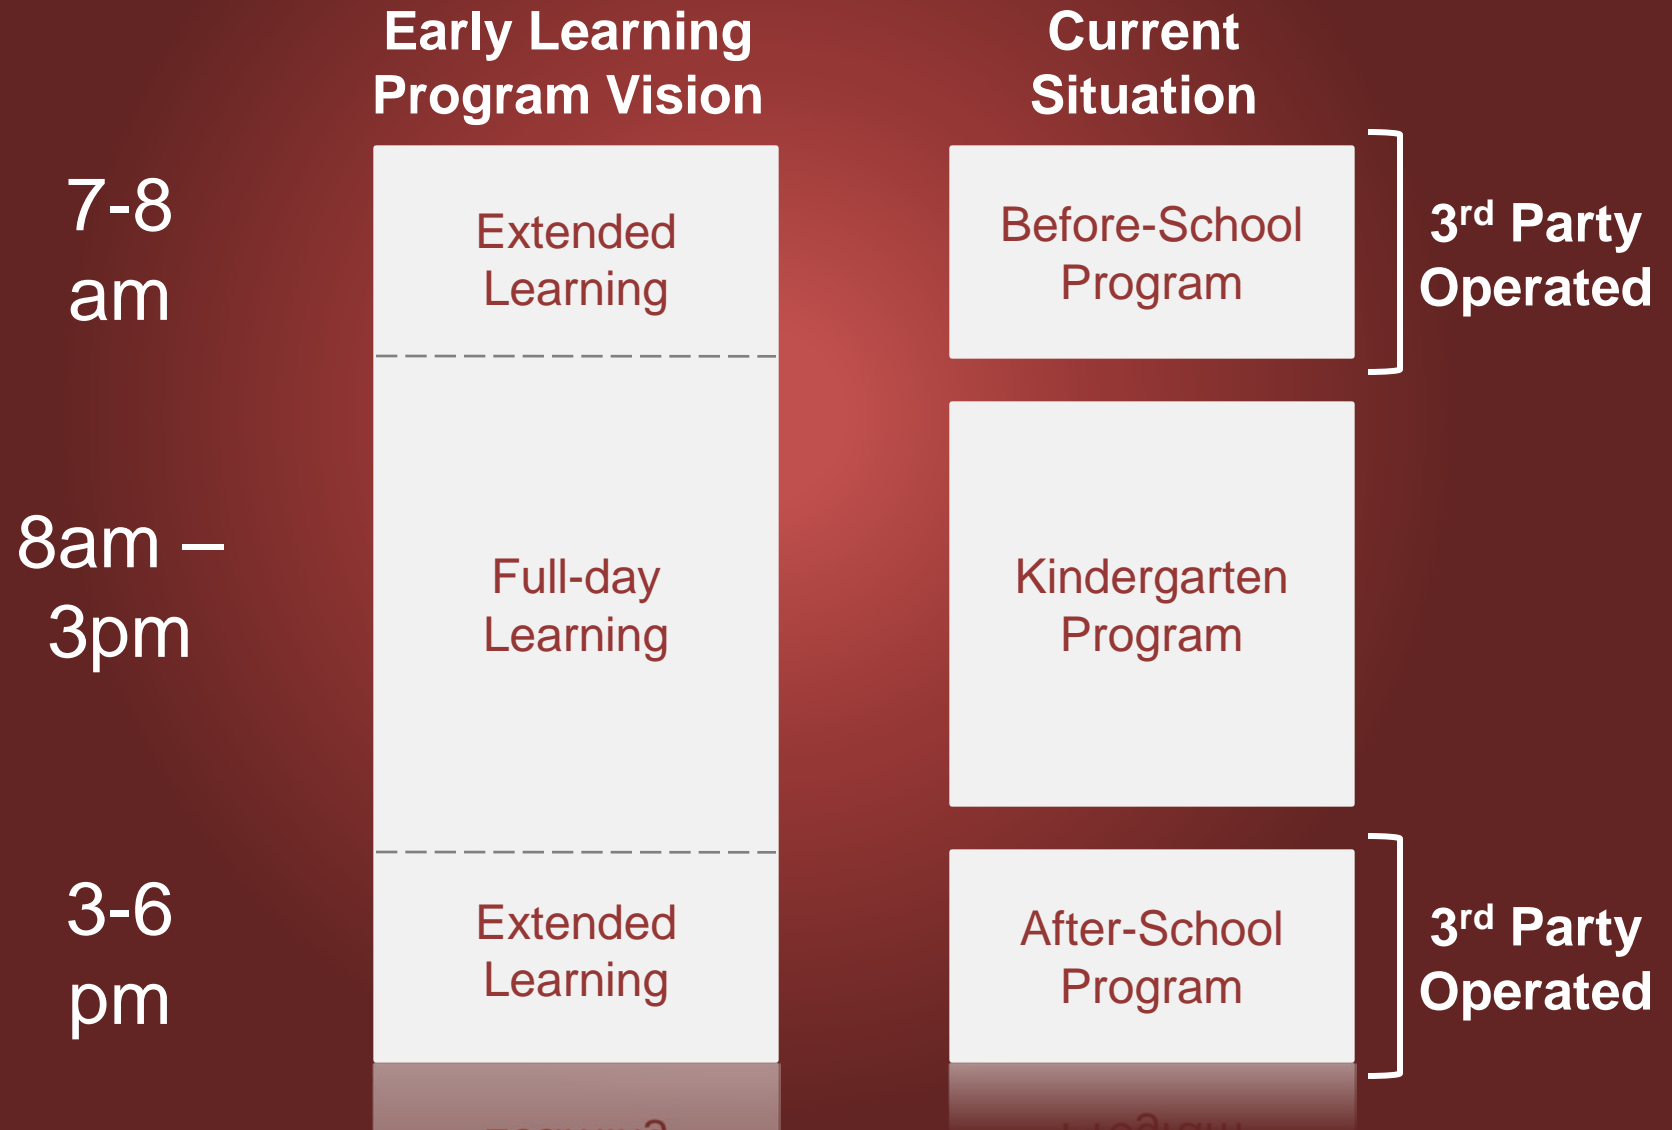 Early Learning
Program Vision
Current
Situation
7-8
am
Extended
Learning
Before-School
Program
3rd Party
Operated
8am –
3pm
Full-day
Learning
Kindergarten
Program
3-6
pm
Extended
Learning
After-School
Program
3rd Party
Operated